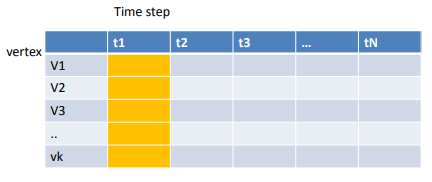 Time step
vertex
t1 t2 t3 ... tN
V1
V2
V3
..
vk